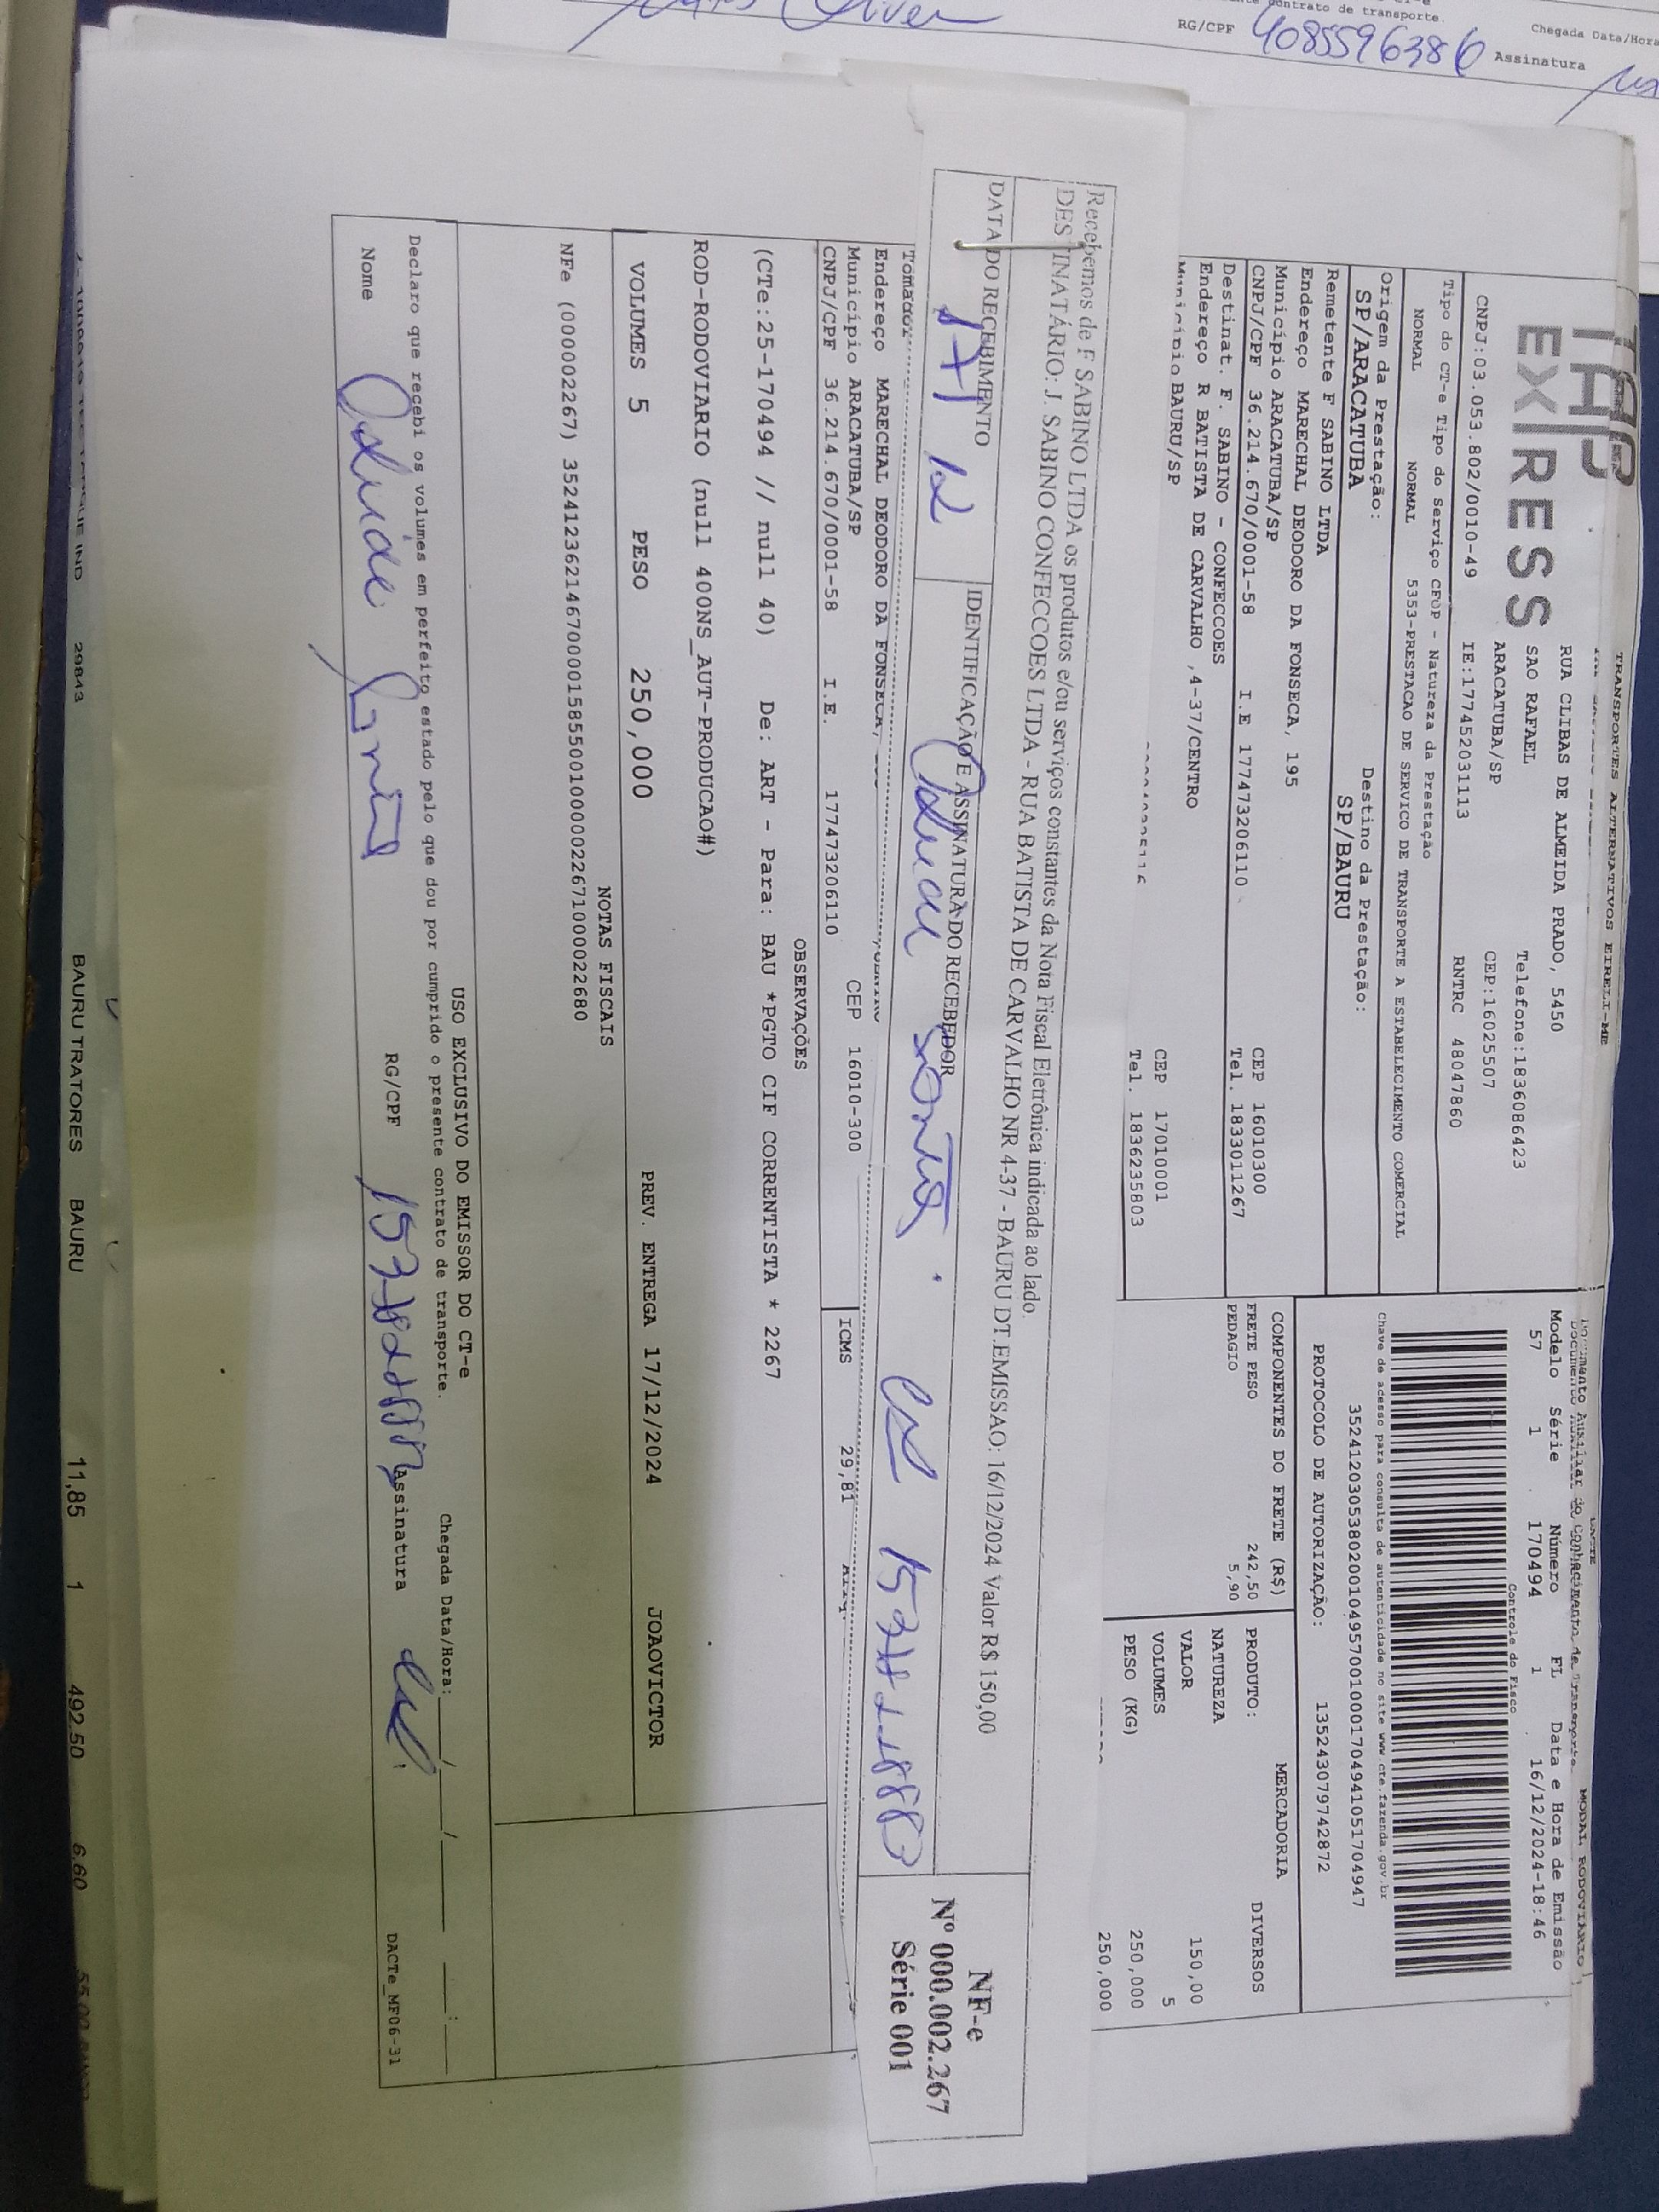 Contrato de transporte.
RG/CPF 40855963860 Assinatura
Chegada Data/Hora
TRANSPORTES ALTERNATIVOS EIRELI-ME
TAP EXPRESS
RUA CLIBAS DE ALMEIDA PRADO, 5450
SAO RAFAEL Telefone:1836086423
ARACATUBA/SP CEP:16025507
CNPJ:03.053.802/0010-49 IE:177452031113 RNTRC 48047860
Tipo do CT-e Tipo do Serviço CFOP - Natureza da Prestação
NORMAL NORMAL 5353-PRESTACAO DE SERVICO DE TRANSPORTE A ESTABELECIMENTO COMERCIAL
Origem da Prestação: Destino da Prestação:
SP/ARACATUBA SP/BAURU
Remetente F SABINO LTDA
Endereço MARECHAL DEODORO DA FONSECA, 195
Município ARACATUBA/SP CEP 16010300
CNPJ/CPF 36.214.670/0001-58 I.E 177473206110 Tel. 1833011267
Destinat. F. SABINO - CONFECCOES
Endereço R BATISTA DE CARVALHO ,4-37/CENTRO
Município BAURU/SP CEP 17010001
Tel. 1836235803
DACTE MODAL RODOVIARIO
Documento Auxiliar do Conhecimento de Transporte
Modelo Série Número FL Data e Hora de Emissão
57 1 170494 1 16/12/2024-18:46
Controle do Fisco
Chave de acesso para consulta de autenticidade no site www.cte.fazenda.gov.br
35241203053802001049570010001704941051704947
PROTOCOLO DE AUTORIZAÇÃO: 135243079742872
COMPONENTES DO FRETE (R$)
FRETE PESO 242,50
PEDAGIO 5,90
MERCADORIA
PRODUTO: DIVERSOS
NATUREZA
VALOR 150,00
VOLUMES 5
PESO (KG) 250,000
250,000
Recebemos de F SABINO LTDA os produtos e/ou serviços constantes da Nota Fiscal Eletrônica indicada ao lado.
DESTINATÁRIO: J. SABINO CONFECCOES LTDA - RUA BATISTA DE CARVALHO NR 4-37 - BAURU DT.EMISSAO: 16/12/2024 Valor R$ 150,00
DATA DO RECEBIMENTO IDENTIFICAÇÃO E ASSINATURA DO RECEBEDOR
17/12
NF-e
Nº 000.002.267
Série 001
Tomador
Endereço MARECHAL DEODORO DA FONSECA,
Município ARACATUBA/SP CEP 16010-300
CNPJ/CPF 36.214.670/0001-58 I.E. 177473206110
ICMS 29,81
OBSERVAÇÕES
(CTe:25-170494 // null 40) De: ART - Para: BAU *PGTO CIF CORRENTISTA * 2267
ROD-RODOVIARIO (null 400NS_AUT-PRODUCAO#)
VOLUMES 5 PESO 250,000 PREV. ENTREGA 17/12/2024 JOAOVICTOR
NOTAS FISCAIS
NFe (000002267) 35241236214670000158550010000022671000022680
USO EXCLUSIVO DO EMISSOR DO CT-e
Declaro que recebi os volumes em perfeito estado pelo que dou por cumprido o presente contrato de transporte.
Chegada Data/Hora: / / :
Nome RG/CPF Assinatura
DACTe_MF06-31
29843 BAURU TRATORES BAURU 11,85 1 492,50 6,60